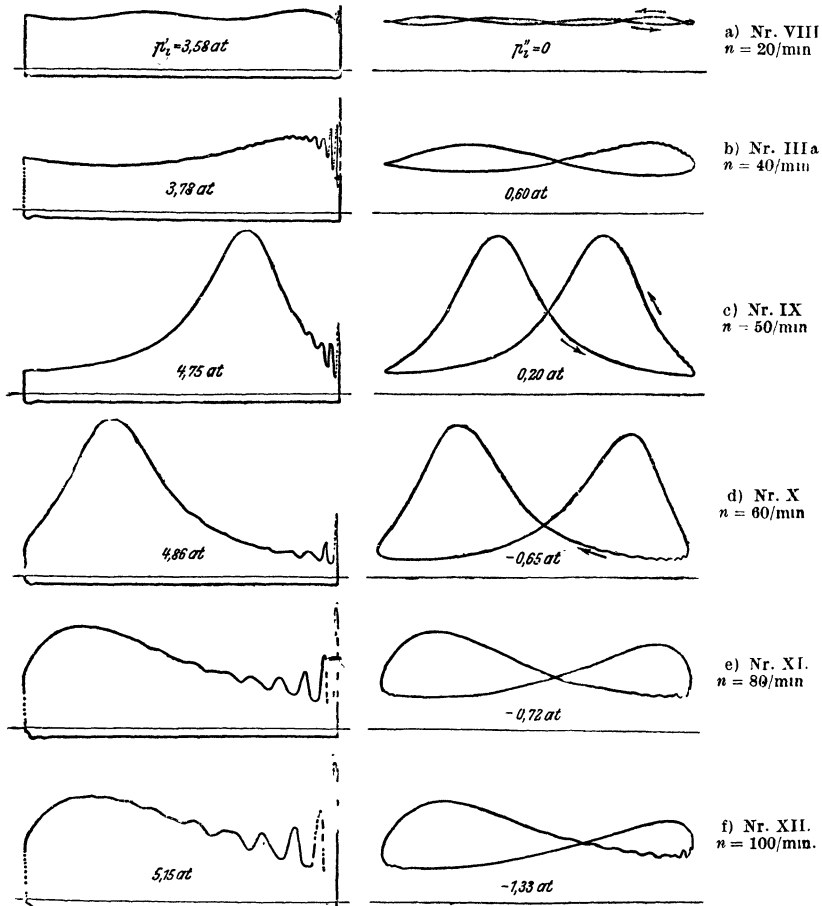 p'ᵢ = 3,58 at
p''ᵢ = 0
a) Nr. VIII
n = 20/min
3,78 at
0,60 at
b) Nr. IIIa
n = 40/min
4,75 at
0,20 at
c) Nr. IX
n = 50/min
4,86 at
-0,65 at
d) Nr. X
n = 60/min
-0,72 at
e) Nr. XI.
n = 80/min
5,15 at
-1,33 at
f) Nr. XII.
n = 100/min.